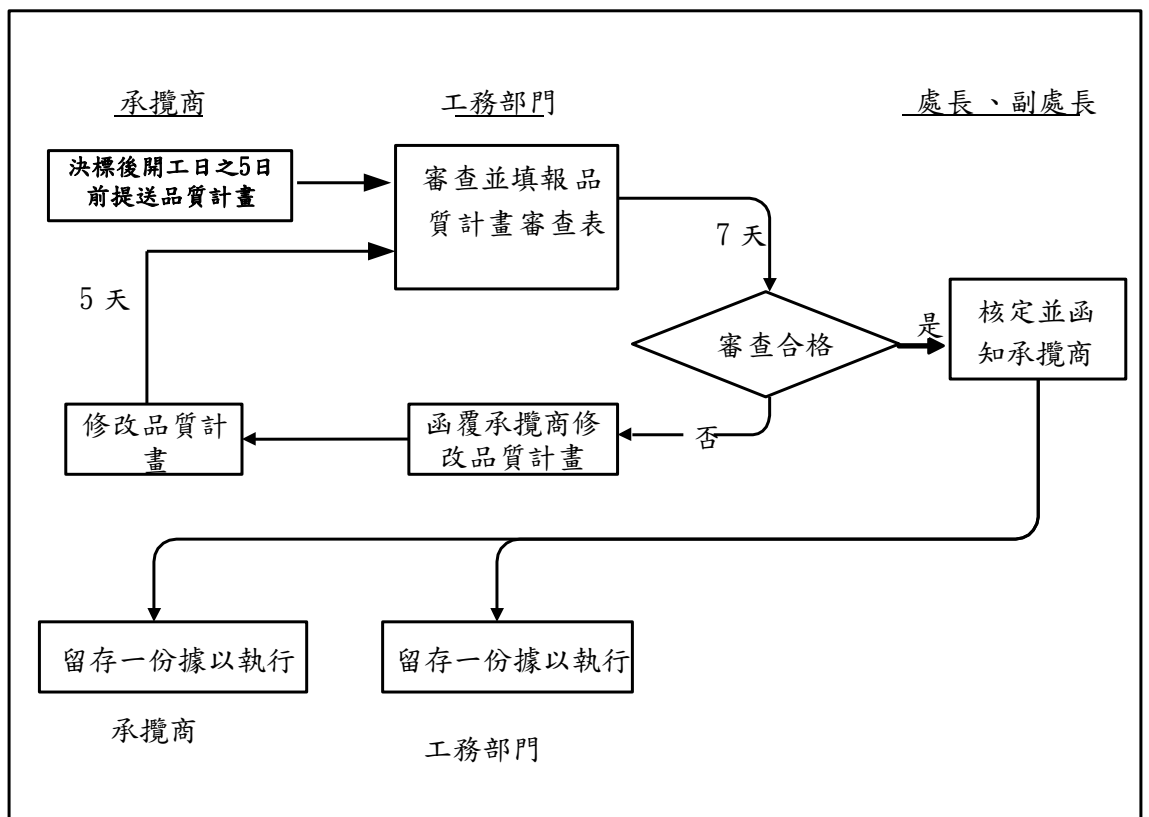 承攬商
工務部門
處長、副處長
決標後開工日之5日
前提送品質計畫
審查並填報品
質計畫審查表
7 天
5 天
審查合格
是
核定並函
知承攬商
修改品質計
畫
函覆承攬商修
改品質計畫
否
留存一份據以執行
留存一份據以執行
承攬商
工務部門